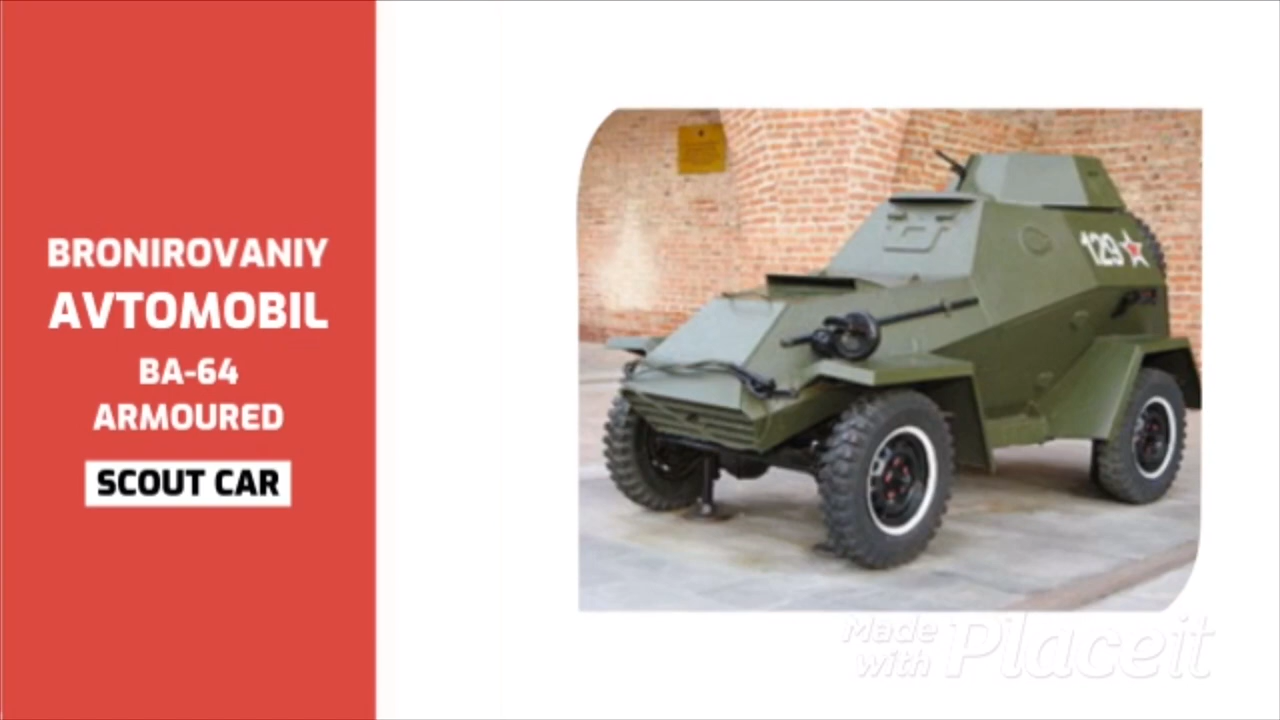 BRONIROVANIY
AVTOMOBIL
BA-64
ARMOURED
SCOUT CAR
129
Made
with Placeit